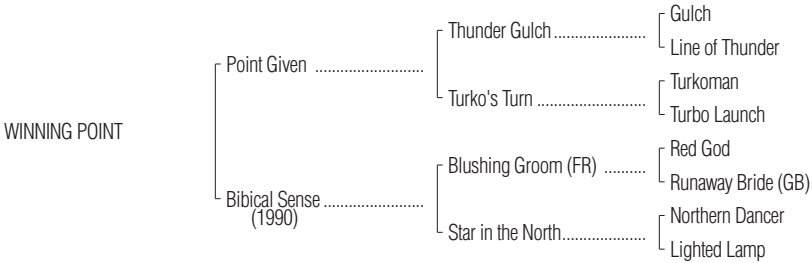 Gulch
Thunder Gulch ......................
Line of Thunder
Point Given ..........................
Turkoman
Turko's Turn ..........................
Turbo Launch
WINNING POINT
Red God
Blushing Groom (FR) ..........
Runaway Bride (GB)
Bibical Sense ........................
(1990)
Northern Dancer
Star in the North....................
Lighted Lamp